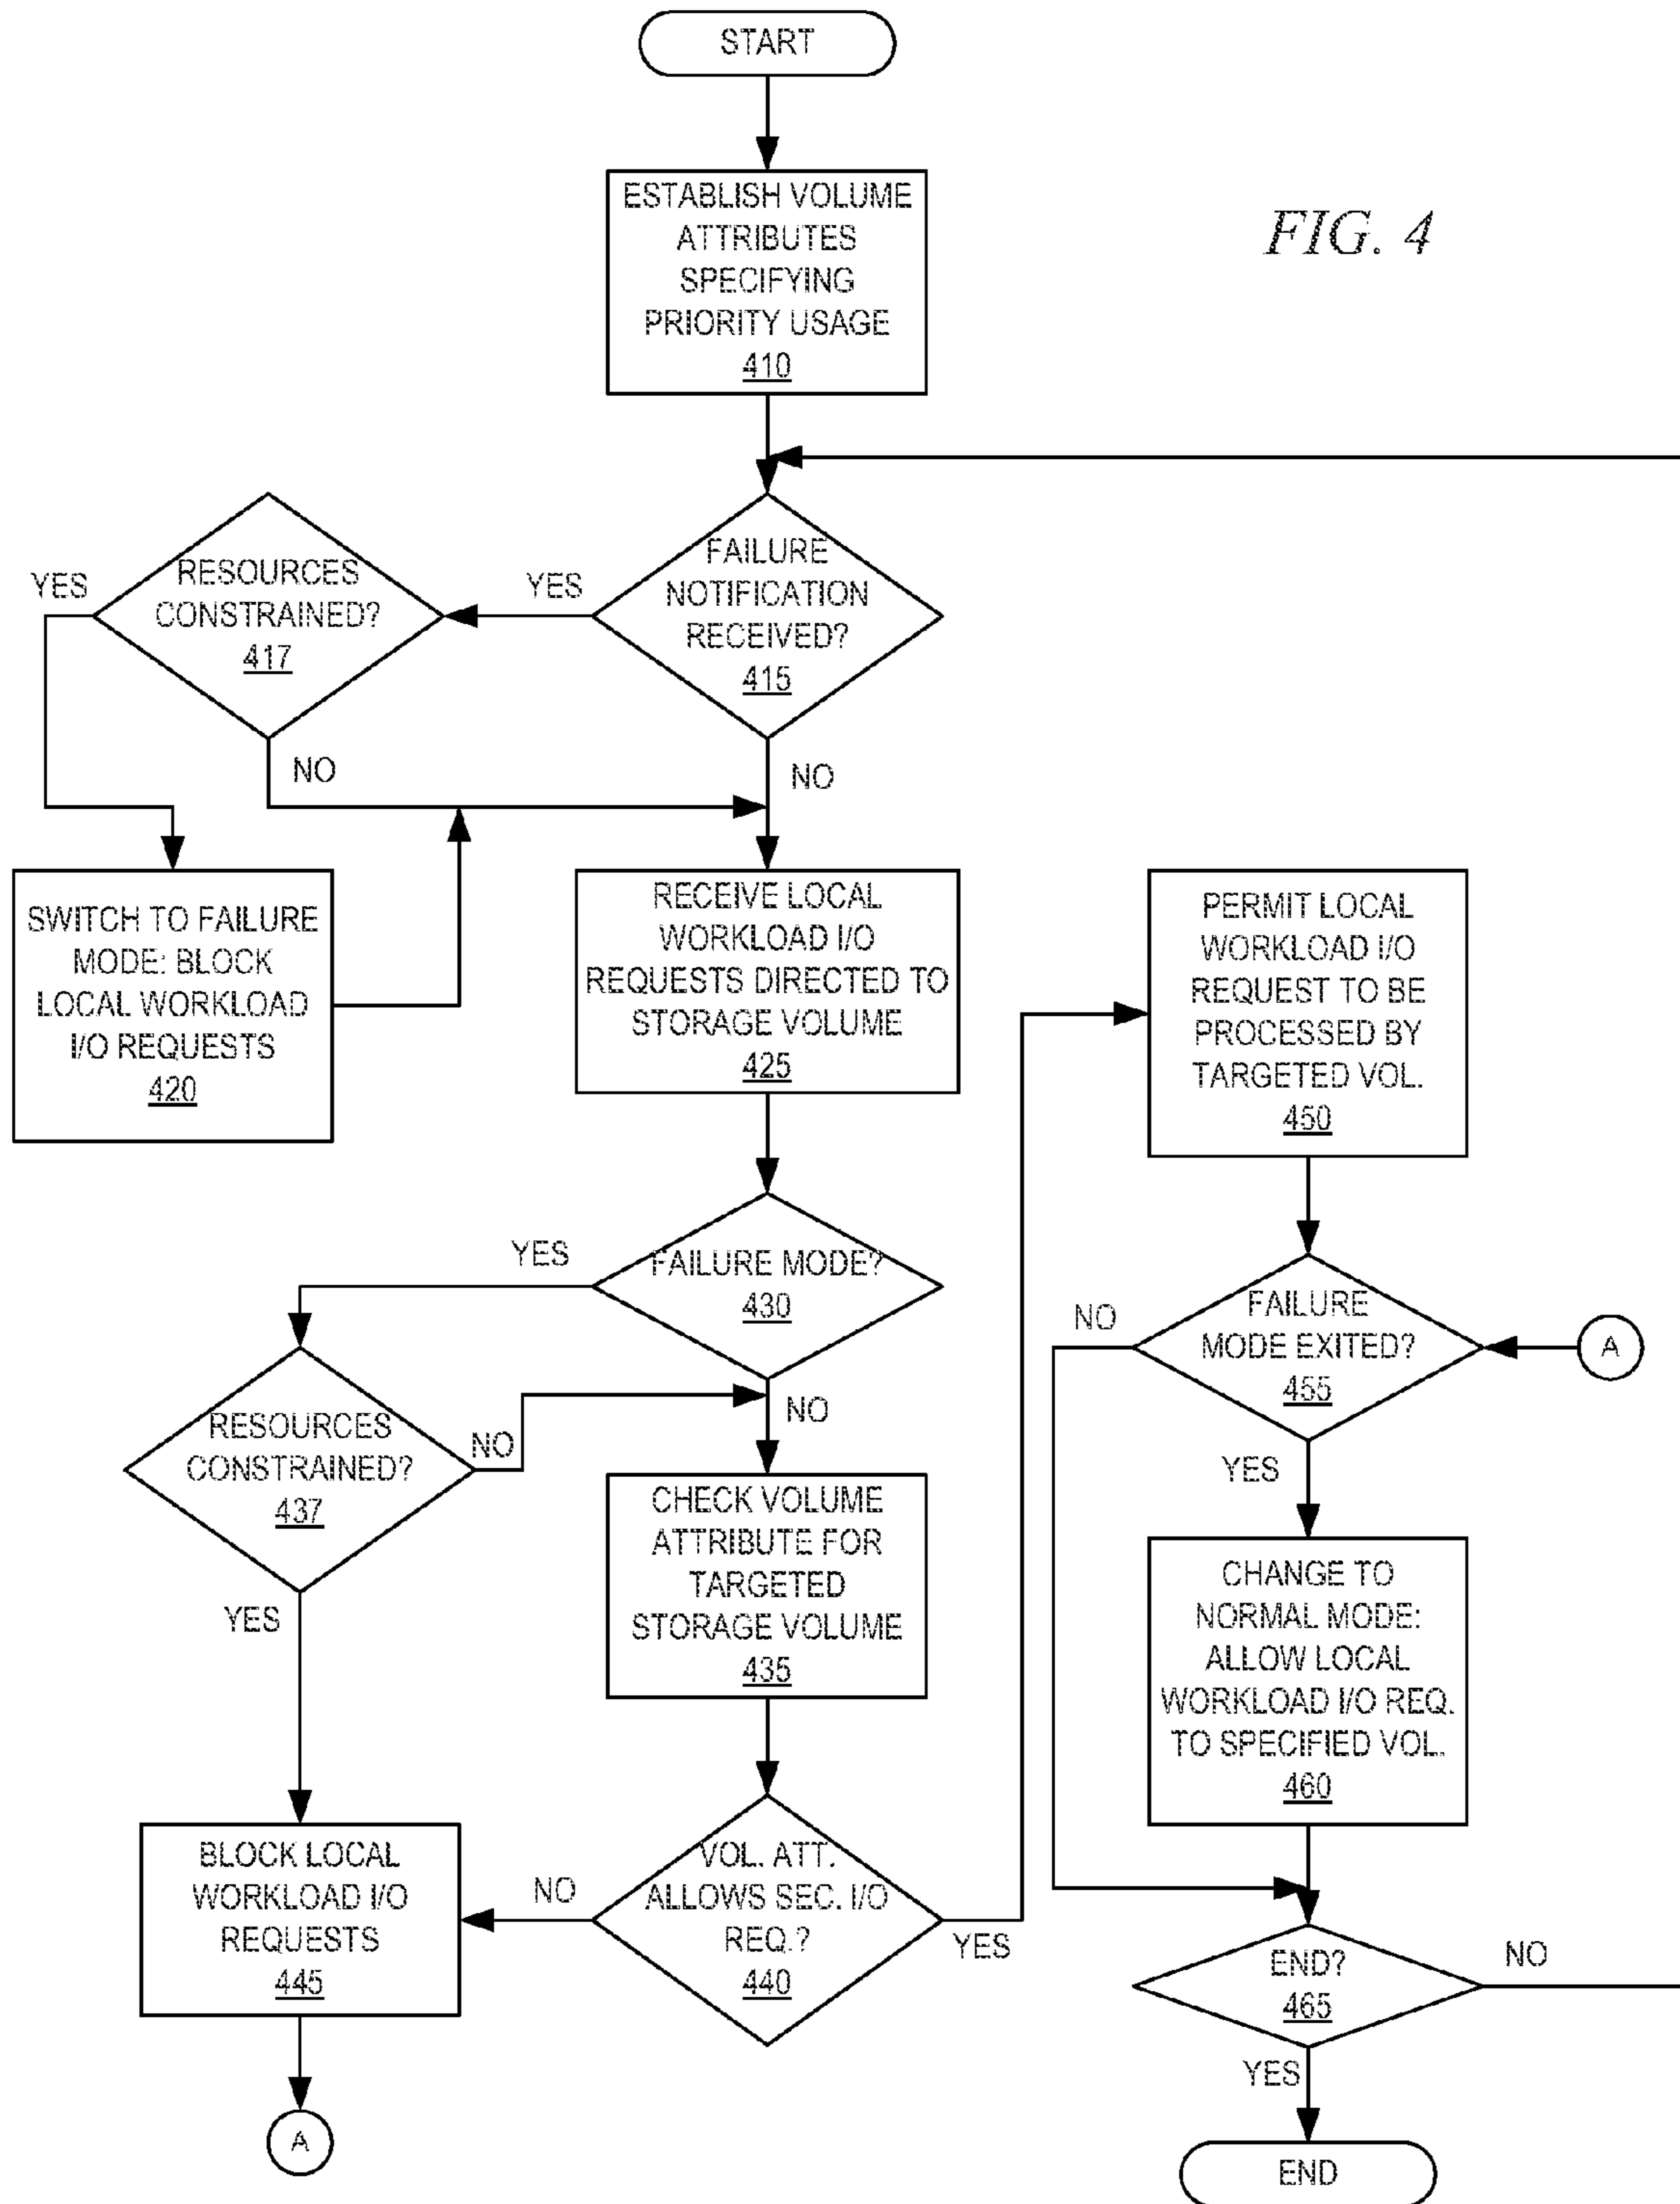 START
ESTABLISH VOLUME
ATTRIBUTES
SPECIFYING
PRIORITY USAGE
410
FIG. 4
FAILURE
NOTIFICATION
RECEIVED?
415
YES
NO
RESOURCES
CONSTRAINED?
417
YES
NO
SWITCH TO FAILURE
MODE: BLOCK
LOCAL WORKLOAD
I/O REQUESTS
420
RECEIVE LOCAL
WORKLOAD I/O
REQUESTS DIRECTED TO
STORAGE VOLUME
425
FAILURE MODE?
430
YES
NO
RESOURCES
CONSTRAINED?
437
NO
YES
CHECK VOLUME
ATTRIBUTE FOR
TARGETED
STORAGE VOLUME
435
VOL. ATT.
ALLOWS SEC. I/O
REQ.?
440
NO
YES
BLOCK LOCAL
WORKLOAD I/O
REQUESTS
445
A
PERMIT LOCAL
WORKLOAD I/O
REQUEST TO BE
PROCESSED BY
TARGETED VOL.
450
FAILURE
MODE EXITED?
455
NO
A
YES
CHANGE TO
NORMAL MODE:
ALLOW LOCAL
WORKLOAD I/O REQ.
TO SPECIFIED VOL.
460
END?
465
NO
YES
END